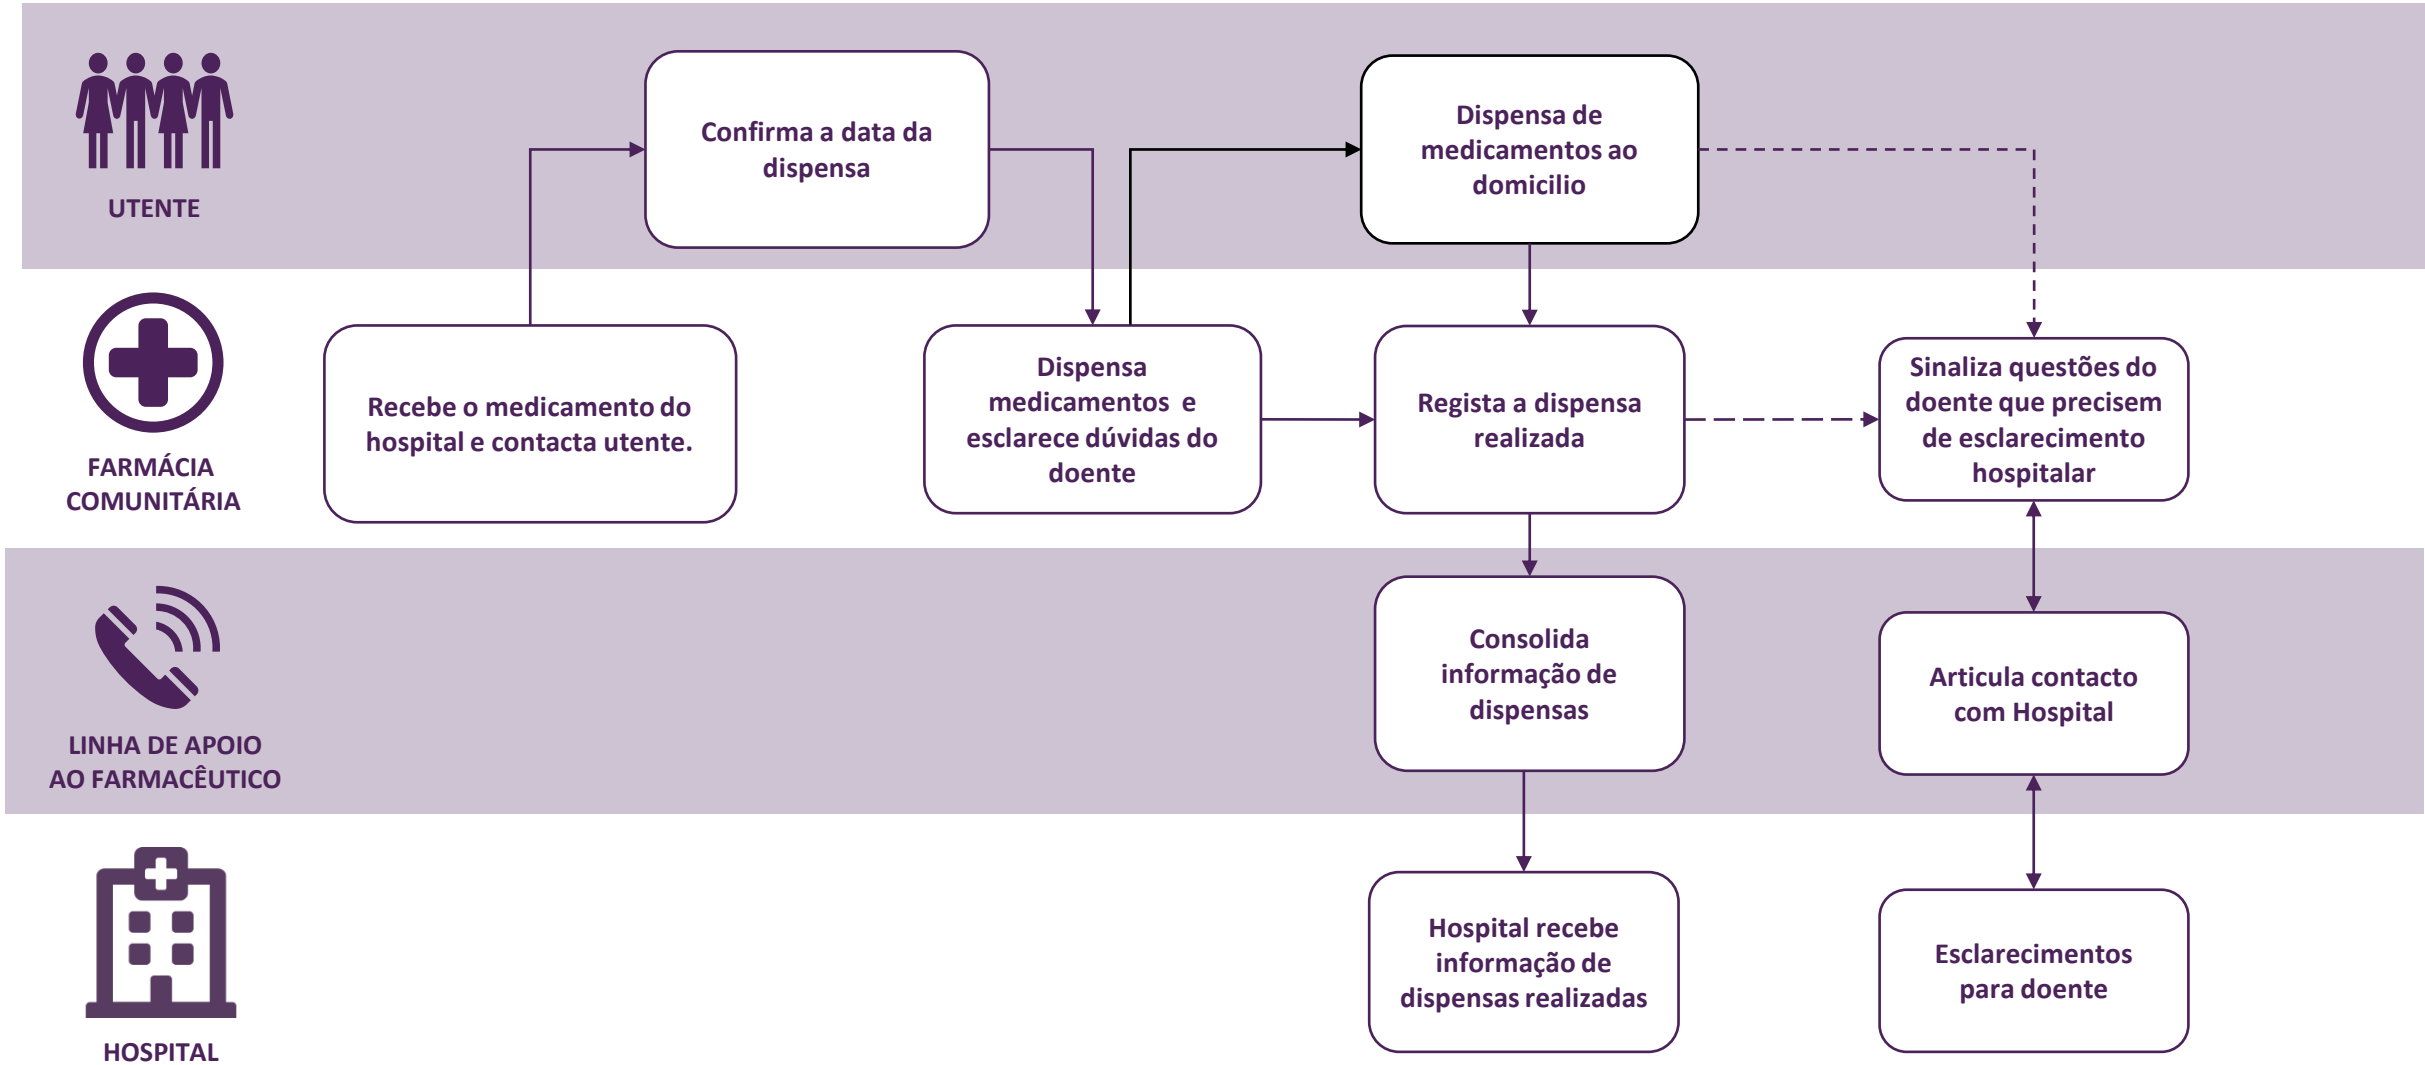 UTENTE
Confirma a data da
dispensa
Dispensa de
medicamentos ao
domicilio
FARMÁCIA
COMUNITÁRIA
Recebe o medicamento do
hospital e contacta utente.
Dispensa
medicamentos e
esclarece dúvidas do
doente
Regista a dispensa
realizada
Sinaliza questões do
doente que precisem
de esclarecimento
hospitalar
LINHA DE APOIO
AO FARMACÊUTICO
Consolida
informação de
dispensas
Articula contacto
com Hospital
HOSPITAL
Hospital recebe
informação de
dispensas realizadas
Esclarecimentos
para doente